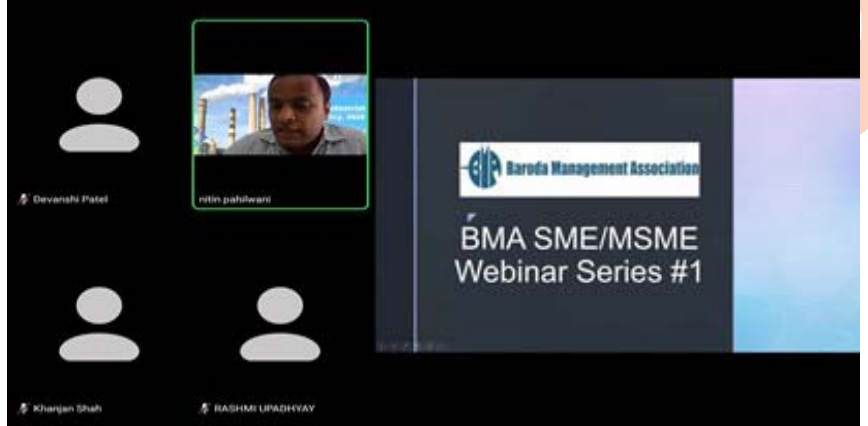 Devanshi Patel
nitin pahilwani
Khanjan Shah
RASHMI UPADHYAY
Baroda Management Association
BMA SME/MSME
Webinar Series #1